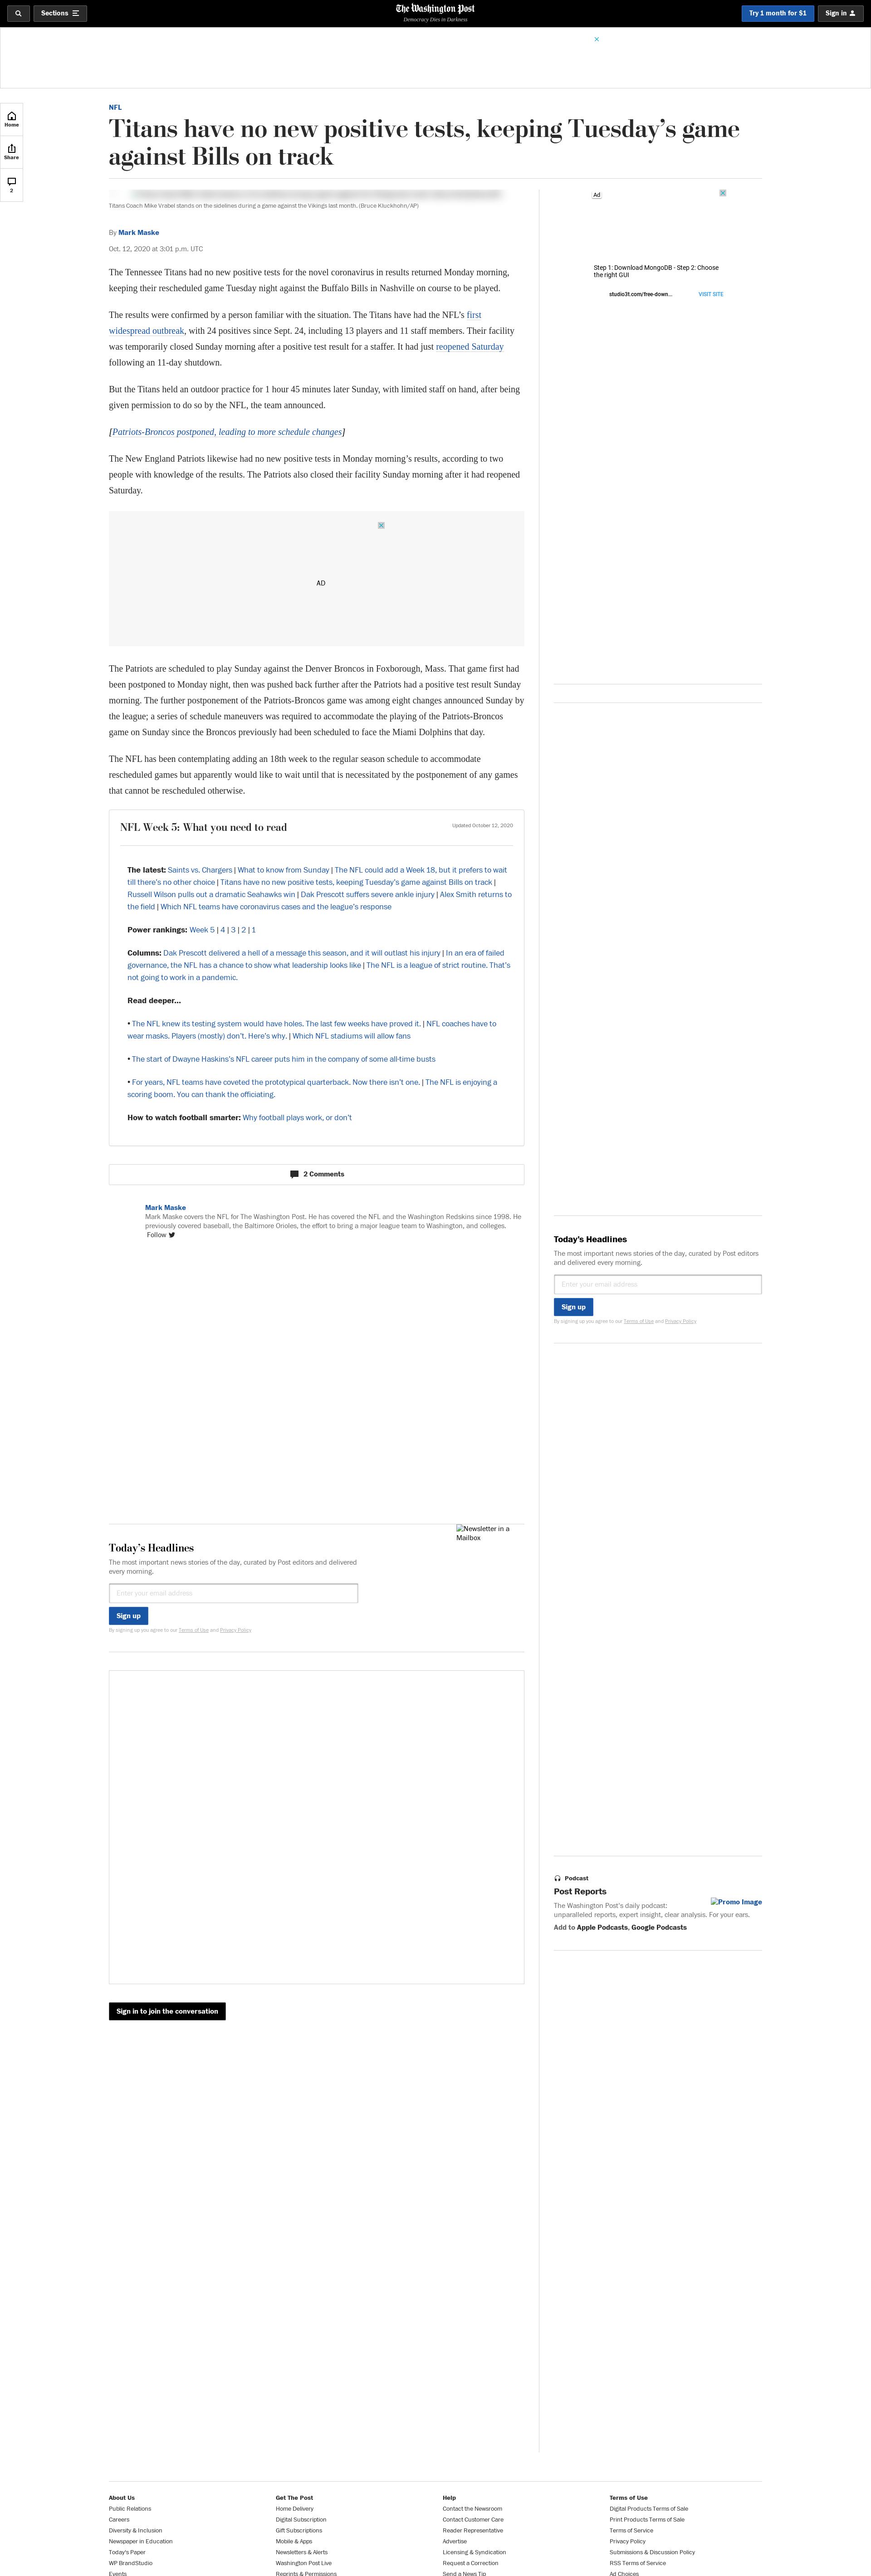 Sections
The Washington Post
Democracy Dies in Darkness
Try 1 month for $1
Sign in
Home
Share
2
NFL
Titans have no new positive tests, keeping Tuesday’s game
against Bills on track
Titans Coach Mike Vrabel stands on the sidelines during a game against the Vikings last month. (Bruce Kluckhohn/AP)
By Mark Maske
Oct. 12, 2020 at 3:01 p.m. UTC
The Tennessee Titans had no new positive tests for the novel coronavirus in results returned Monday morning,
keeping their rescheduled game Tuesday night against the Buffalo Bills in Nashville on course to be played.
The results were confirmed by a person familiar with the situation. The Titans have had the NFL’s first
widespread outbreak, with 24 positives since Sept. 24, including 13 players and 11 staff members. Their facility
was temporarily closed Sunday morning after a positive test result for a staffer. It had just reopened Saturday
following an 11-day shutdown.
But the Titans held an outdoor practice for 1 hour 45 minutes later Sunday, with limited staff on hand, after being
given permission to do so by the NFL, the team announced.
[Patriots-Broncos postponed, leading to more schedule changes]
The New England Patriots likewise had no new positive tests in Monday morning’s results, according to two
people with knowledge of the results. The Patriots also closed their facility Sunday morning after it had reopened
Saturday.
AD
The Patriots are scheduled to play Sunday against the Denver Broncos in Foxborough, Mass. That game first had
been postponed to Monday night, then was pushed back further after the Patriots had a positive test result Sunday
morning. The further postponement of the Patriots-Broncos game was among eight changes announced Sunday by
the league; a series of schedule maneuvers was required to accommodate the playing of the Patriots-Broncos
game on Sunday since the Broncos previously had been scheduled to face the Miami Dolphins that day.
The NFL has been contemplating adding an 18th week to the regular season schedule to accommodate
rescheduled games but apparently would like to wait until that is necessitated by the postponement of any games
that cannot be rescheduled otherwise.
NFL Week 5: What you need to read
Updated October 12, 2020
The latest: Saints vs. Chargers | What to know from Sunday | The NFL could add a Week 18, but it prefers to wait
till there’s no other choice | Titans have no new positive tests, keeping Tuesday’s game against Bills on track |
Russell Wilson pulls out a dramatic Seahawks win | Dak Prescott suffers severe ankle injury | Alex Smith returns to
the field | Which NFL teams have coronavirus cases and the league’s response
Power rankings: Week 5 | 4 | 3 | 2 | 1
Columns: Dak Prescott delivered a hell of a message this season, and it will outlast his injury | In an era of failed
governance, the NFL has a chance to show what leadership looks like | The NFL is a league of strict routine. That’s
not going to work in a pandemic.
Read deeper...
• The NFL knew its testing system would have holes. The last few weeks have proved it. | NFL coaches have to
wear masks. Players (mostly) don’t. Here’s why. | Which NFL stadiums will allow fans
• The start of Dwayne Haskins’s NFL career puts him in the company of some all-time busts
• For years, NFL teams have coveted the prototypical quarterback. Now there isn’t one. | The NFL is enjoying a
scoring boom. You can thank the officiating.
How to watch football smarter: Why football plays work, or don’t
2 Comments
Mark Maske
Mark Maske covers the NFL for The Washington Post. He has covered the NFL and the Washington Redskins since 1998. He
previously covered baseball, the Baltimore Orioles, the effort to bring a major league team to Washington, and colleges.
Follow
Newsletter in a
Mailbox
Today’s Headlines
The most important news stories of the day, curated by Post editors and delivered
every morning.
Enter your email address
Sign up
By signing up you agree to our Terms of Use and Privacy Policy
Sign in to join the conversation
Ad
Step 1: Download MongoDB - Step 2: Choose
the right GUI
studio3t.com/free-down...
VISIT SITE
Today’s Headlines
The most important news stories of the day, curated by Post editors
and delivered every morning.
Enter your email address
Sign up
By signing up you agree to our Terms of Use and Privacy Policy
Podcast
Post Reports
Promo Image
The Washington Post’s daily podcast:
unparalleled reports, expert insight, clear analysis. For your ears.
Add to Apple Podcasts, Google Podcasts
About Us
Public Relations
Careers
Diversity & Inclusion
Newspaper in Education
Today’s Paper
WP BrandStudio
Events
Get The Post
Home Delivery
Digital Subscription
Gift Subscriptions
Mobile & Apps
Newsletters & Alerts
Washington Post Live
Reprints & Permissions
Help
Contact the Newsroom
Contact Customer Care
Reader Representative
Advertise
Licensing & Syndication
Request a Correction
Send a News Tip
Terms of Use
Digital Products Terms of Sale
Print Products Terms of Sale
Terms of Service
Privacy Policy
Submissions & Discussion Policy
RSS Terms of Service
Ad Choices